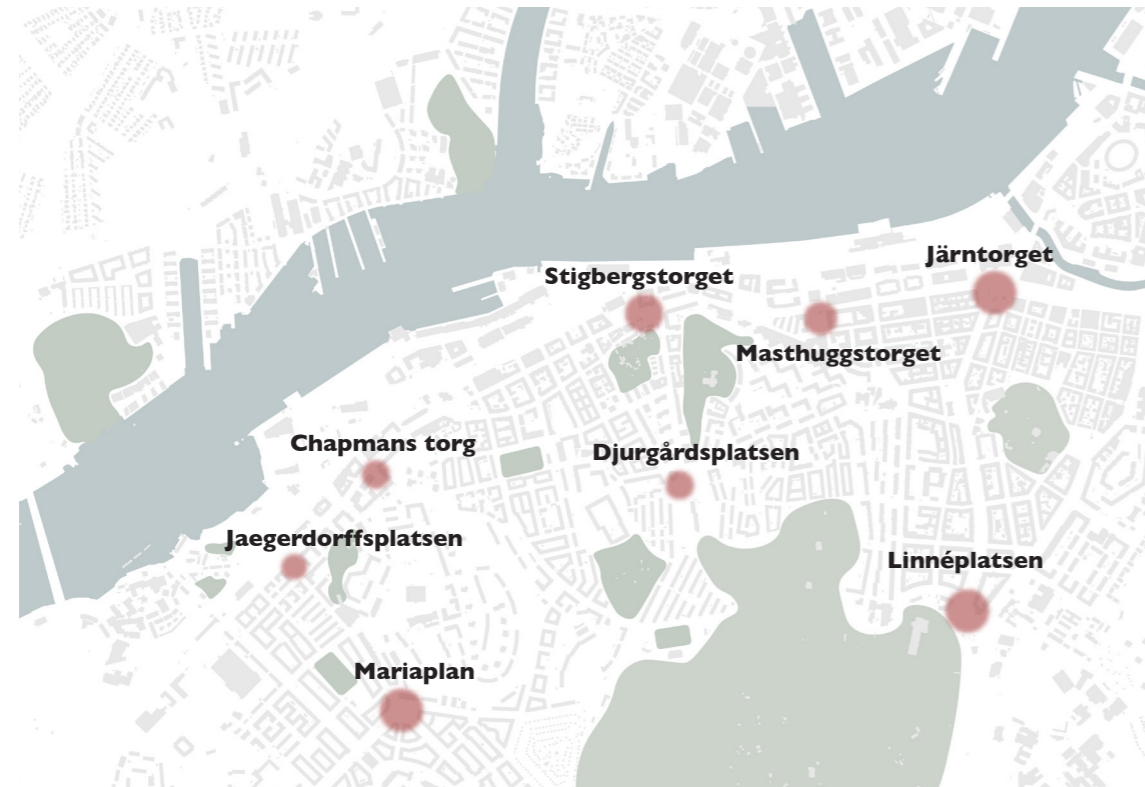 Järntorget
Stigbergstorget
Masthuggstorget
Chapmans torg
Djurgårdsplatsen
Jaegerdorffsplatsen
Linnéplatsen
Mariaplan